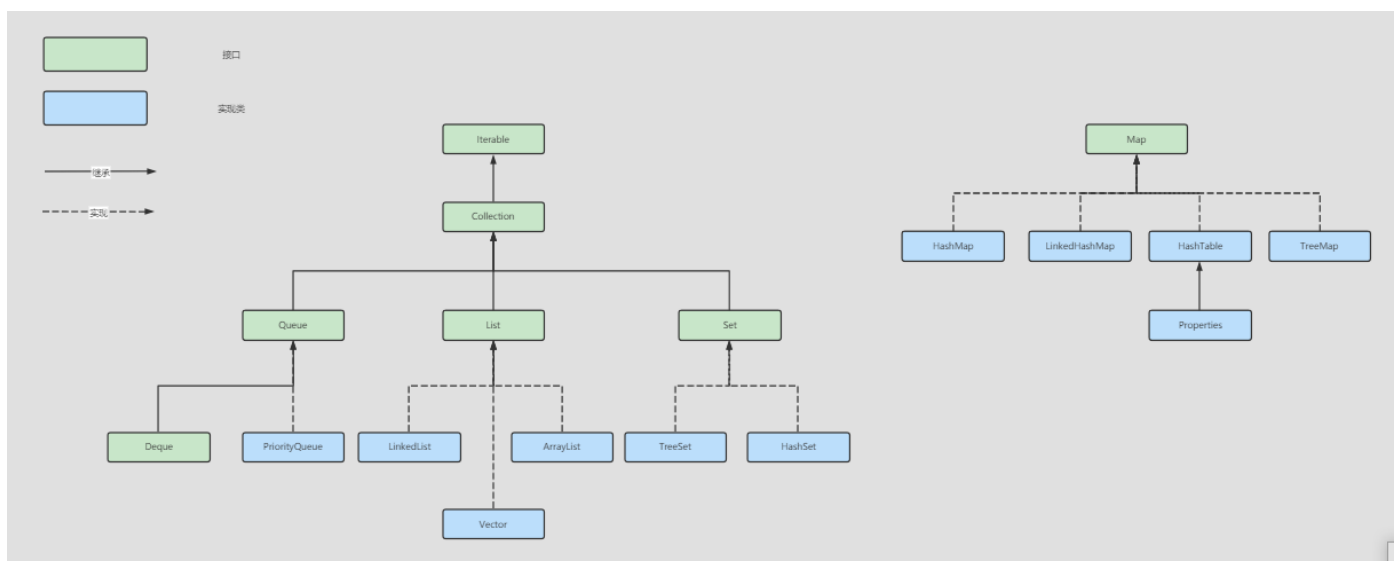 接口
实现类
继承
实现
Iterable
Map
Collection
HashMap
LinkedHashMap
HashTable
TreeMap
Queue
List
Set
Properties
Deque
PriorityQueue
LinkedList
ArrayList
TreeSet
HashSet
Vector